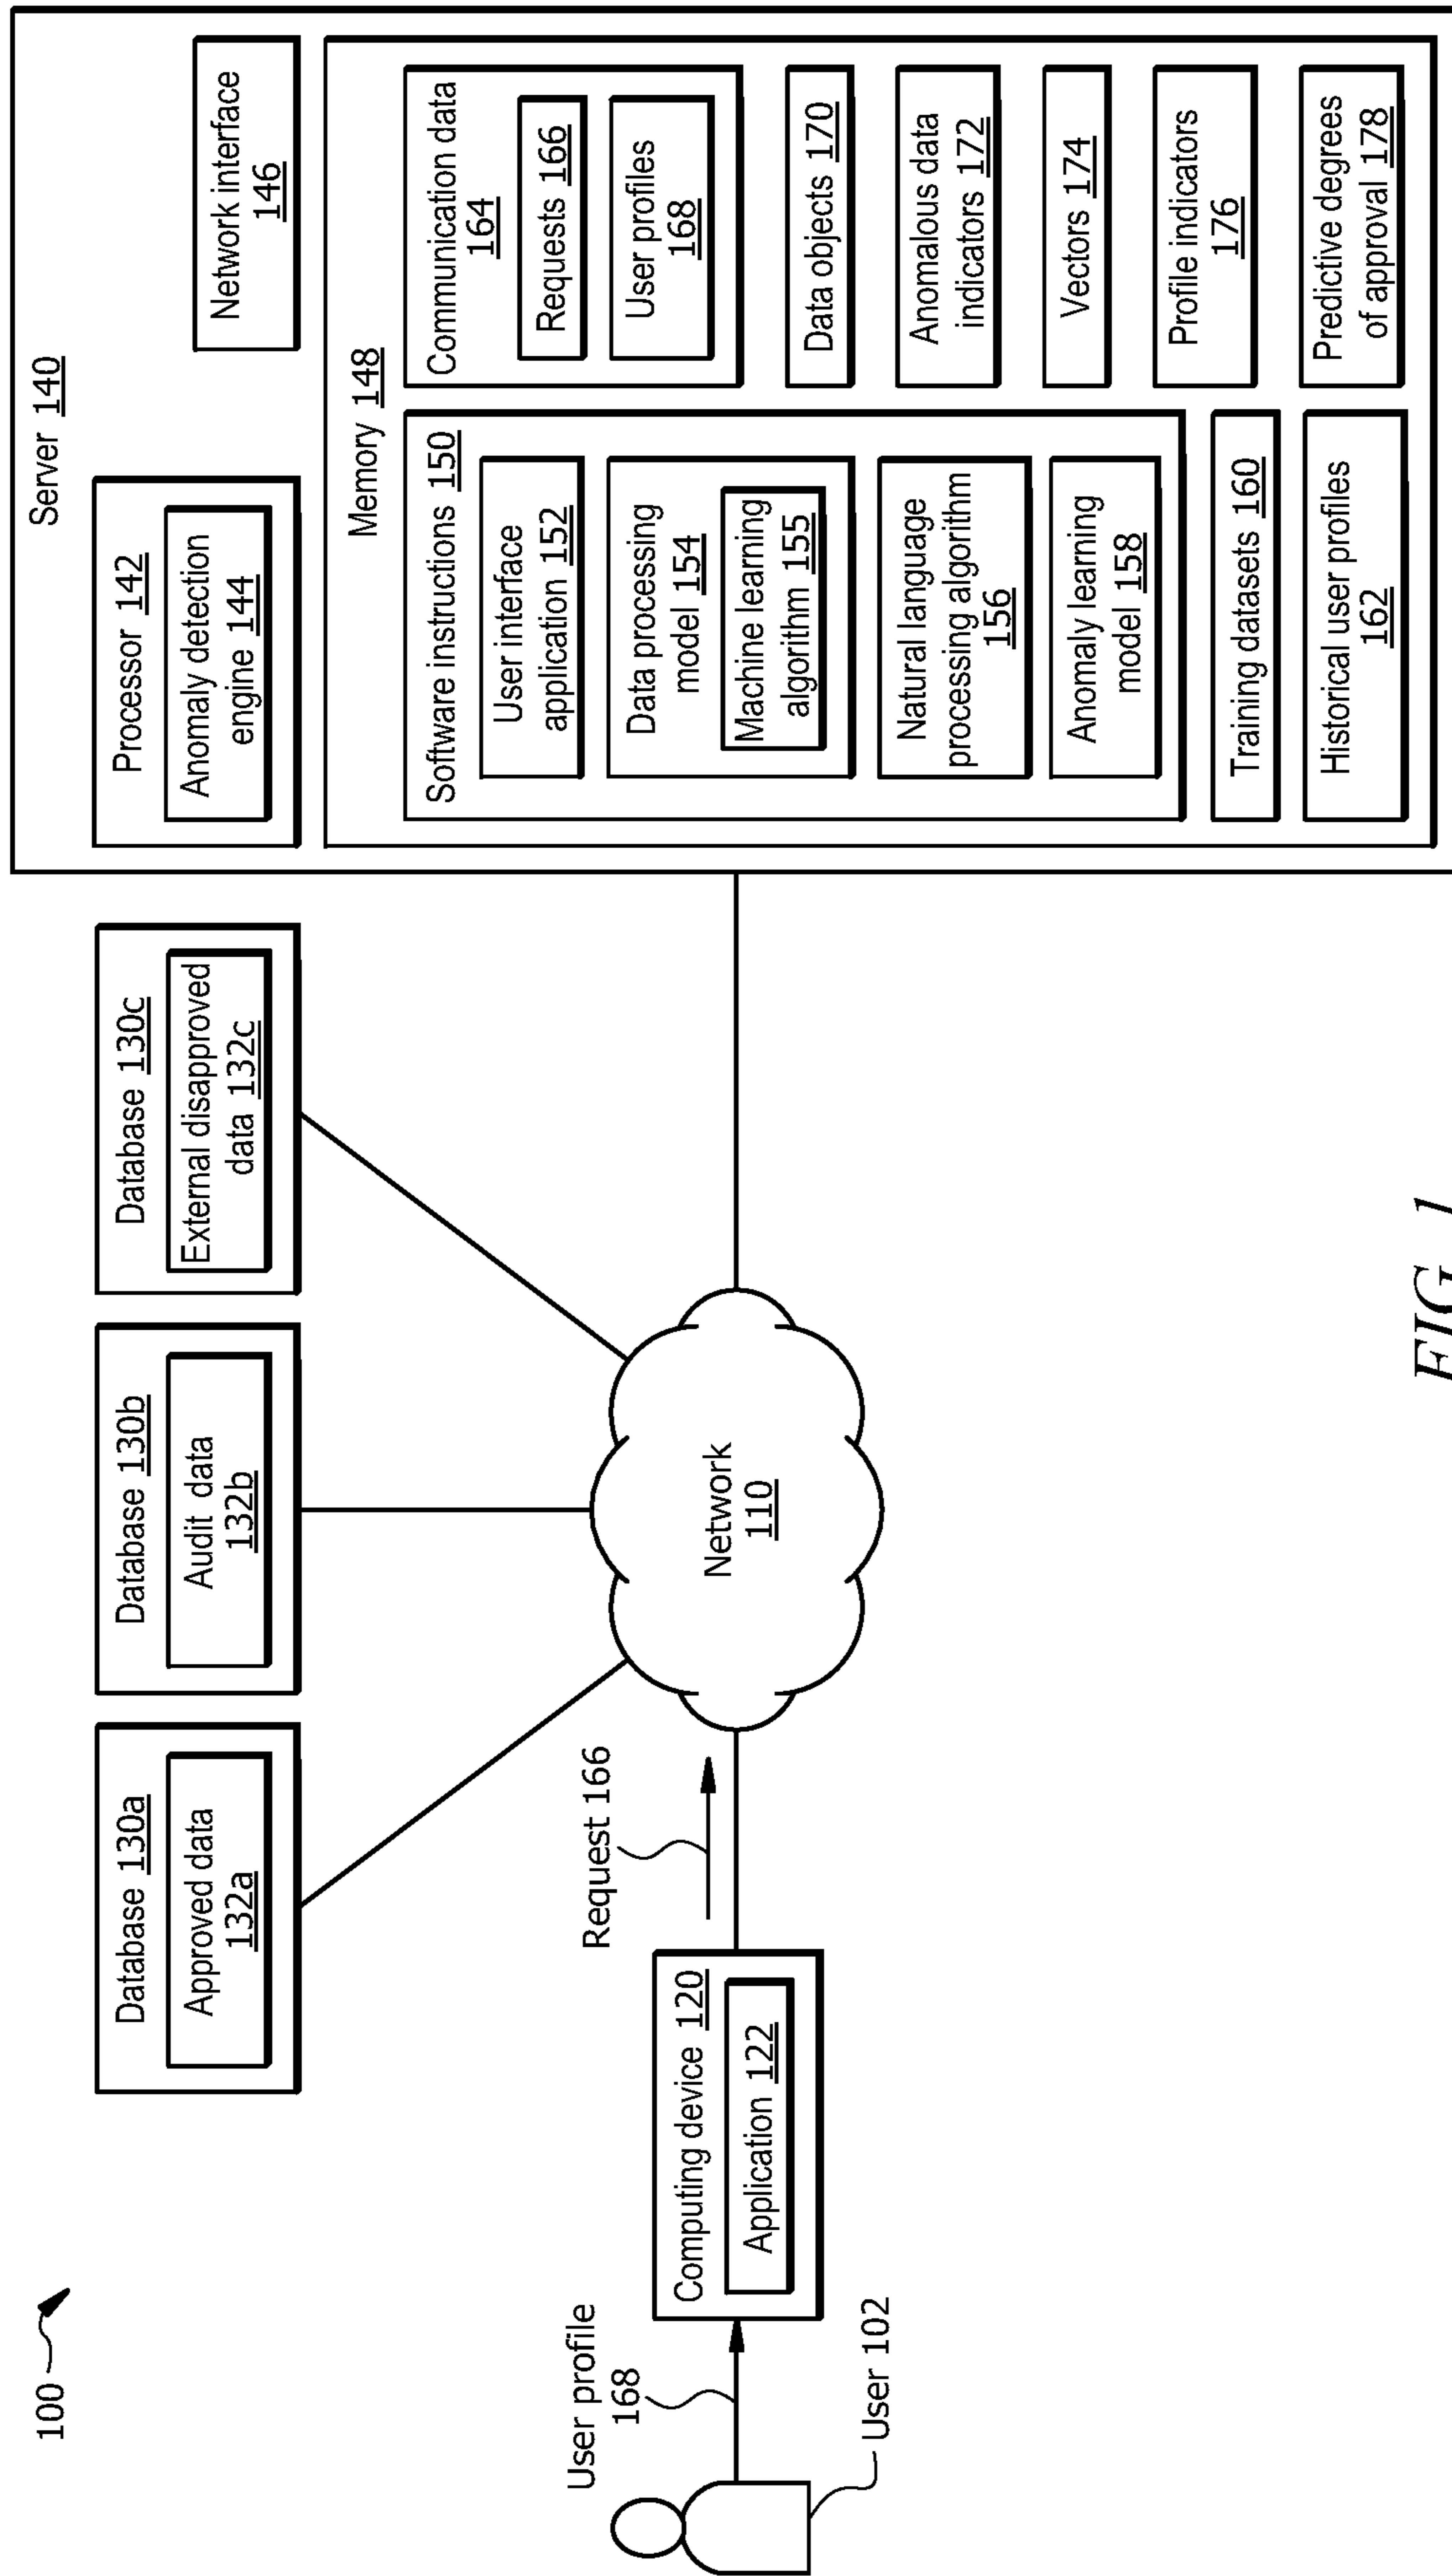 100
User profile
168
User 102
Computing device 120
Application 122
Request 166
Network
110
Database 130a
Approved data
132a
Database 130b
Audit data
132b
Database 130c
External disapproved
data 132c
Server 140
Processor 142
Anomaly detection
engine 144
Network interface
146
Memory 148
Software instructions 150
User interface
application 152
Data processing
model 154
Machine learning
algorithm 155
Natural language
processing algorithm
156
Anomaly learning
model 158
Training datasets 160
Historical user profiles
162
Communication data
164
Requests 166
User profiles
168
Data objects 170
Anomalous data
indicators 172
Vectors 174
Profile indicators
176
Predictive degrees
of approval 178
FIG. 1